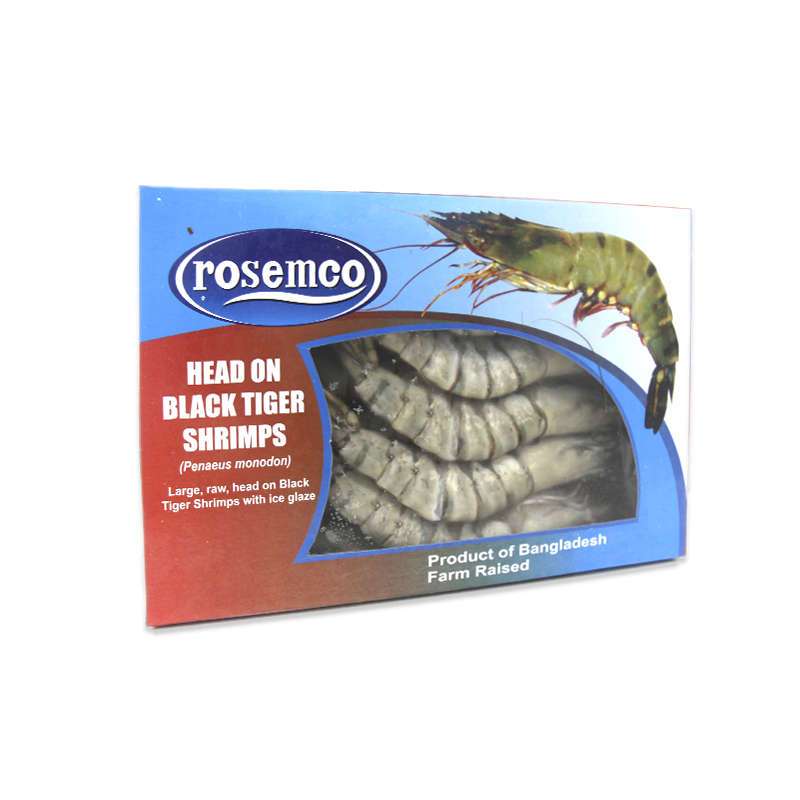 rosemco
HEAD ON
BLACK TIGER
SHRIMPS
(Penaeus monodon)
Large, raw, head on Black
Tiger Shrimps with ice glaze
Product of Bangladesh
Farm Raised